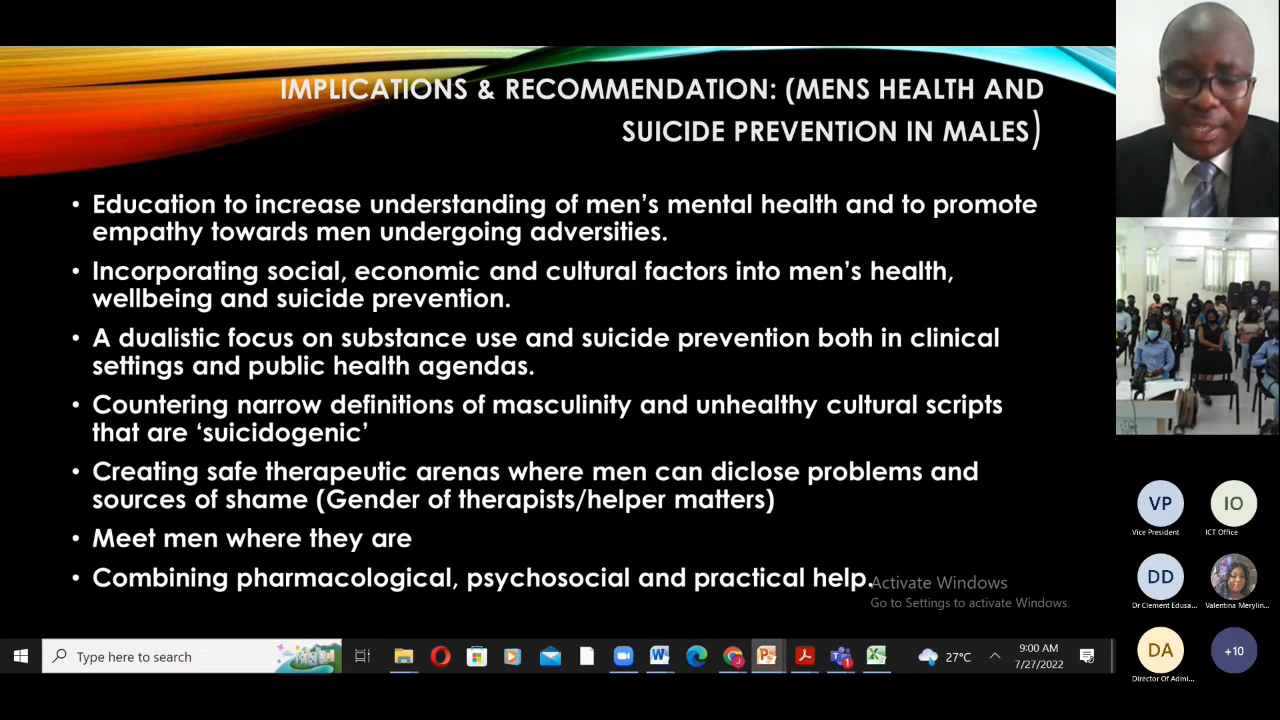 IMPLICATIONS & RECOMMENDATION: (MENS HEALTH AND
SUICIDE PREVENTION IN MALES)
• Education to increase understanding of men's mental health and to promote
empathy towards men undergoing adversities.
• Incorporating social, economic and cultural factors into men's health,
wellbeing and suicide prevention.
• A dualistic focus on substance use and suicide prevention both in clinical
settings and public health agendas.
• Countering narrow definitions of masculinity and unhealthy cultural scripts
that are ‘suicidogenic’
• Creating safe therapeutic arenas where men can diclose problems and
sources of shame (Gender of therapists/helper matters)
• Meet men where they are
• Combining pharmacological, psychosocial and practical help.
Activate Windows
Go to Settings to activate Windows.
VP
Vice President
IO
ICT Office
DD
Dr Clement Edusa...
Valentina Merylin...
DA
Director Of Admi...
+10
Type here to search
27°C
9:00 AM
7/27/2022